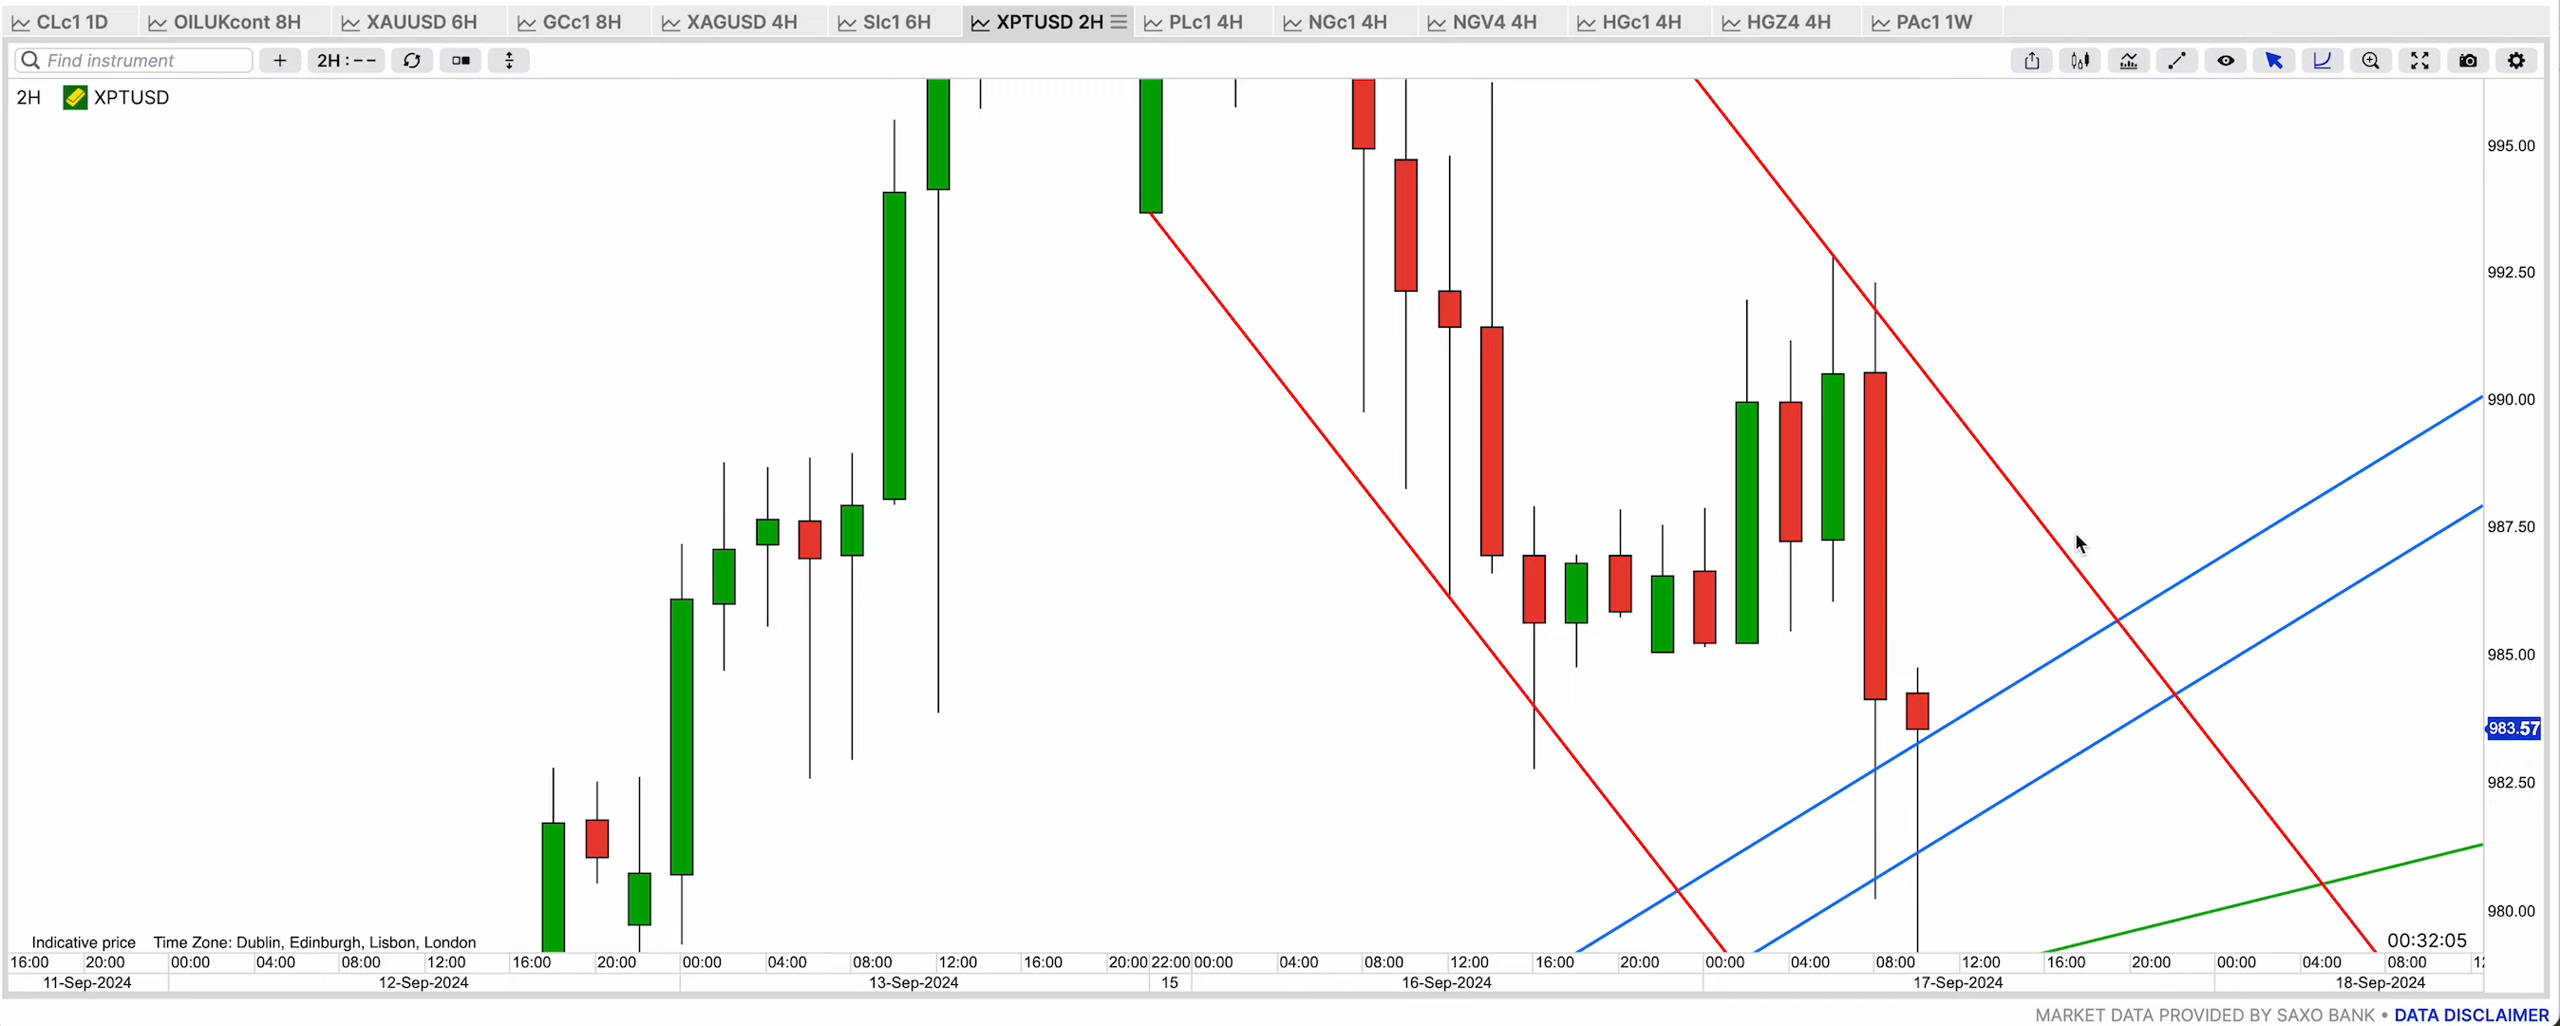 CLc1 1D OILUKcont 8H XAUUSD 6H GCc1 8H XAGUSD 4H SIc1 6H XPTUSD 2H PLc1 4H NGc1 4H NGV4 4H HGc1 4H HGZ4 4H PAc1 1W
Find instrument + 2H : – –
2H XPTUSD
995.00
992.50
990.00
987.50
985.00
983.57
982.50
980.00
Indicative price Time Zone: Dublin, Edinburgh, Lisbon, London 00:32:05
16:00 20:00 00:00 04:00 08:00 12:00 16:00 20:00 00:00 04:00 08:00 12:00 16:00 20:00 22:00 00:00 04:00 08:00 12:00 16:00 20:00 00:00 04:00 08:00 12:00 16:00 20:00 00:00 04:00 08:00
11-Sep-2024 12-Sep-2024 13-Sep-2024 15 16-Sep-2024 17-Sep-2024 18-Sep-2024
MARKET DATA PROVIDED BY SAXO BANK • DATA DISCLAIMER